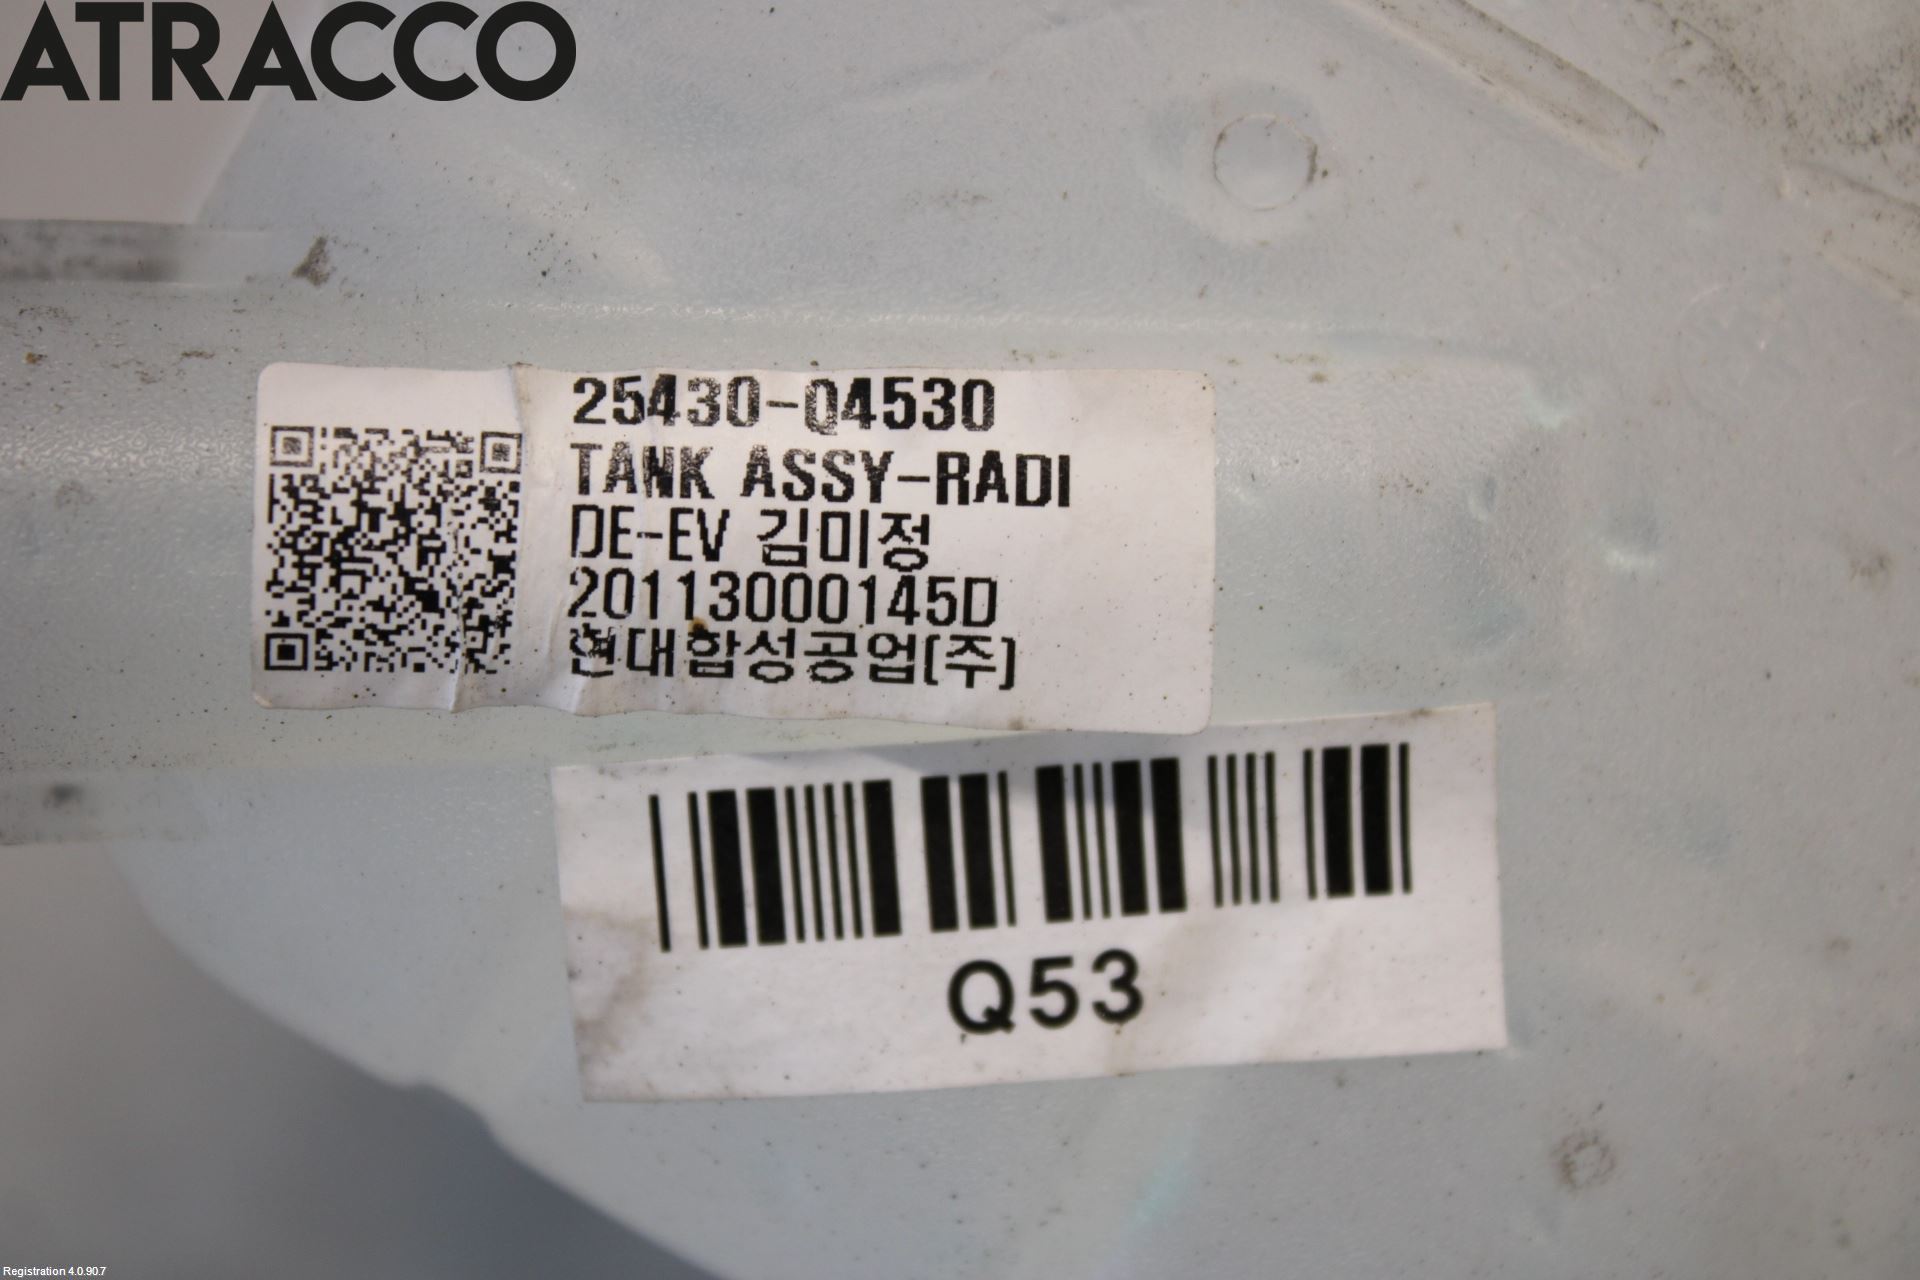 ATRACCO
25430-Q4530
TANK ASSY-RADI
DE-EV 김미정
20113000145D
현대합성공업(주)
Q53
Registration 4.0.90.7